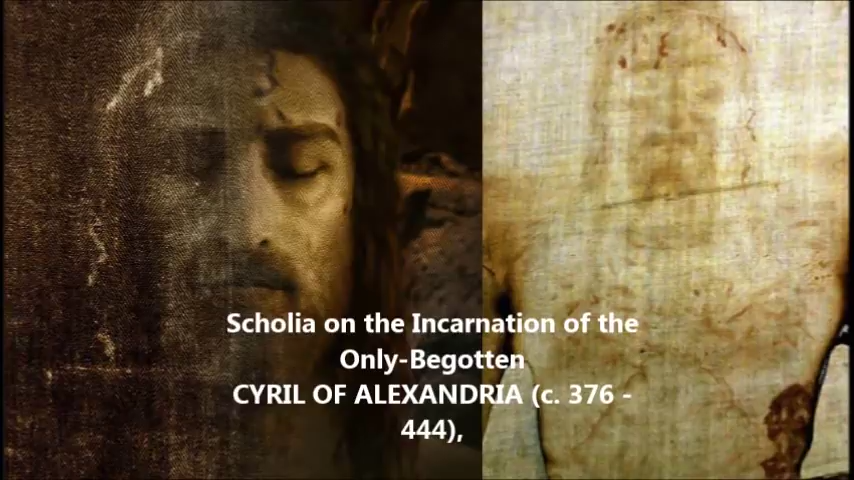 Scholia on the Incarnation of the
Only-Begotten
CYRIL OF ALEXANDRIA (c. 376 -
444),